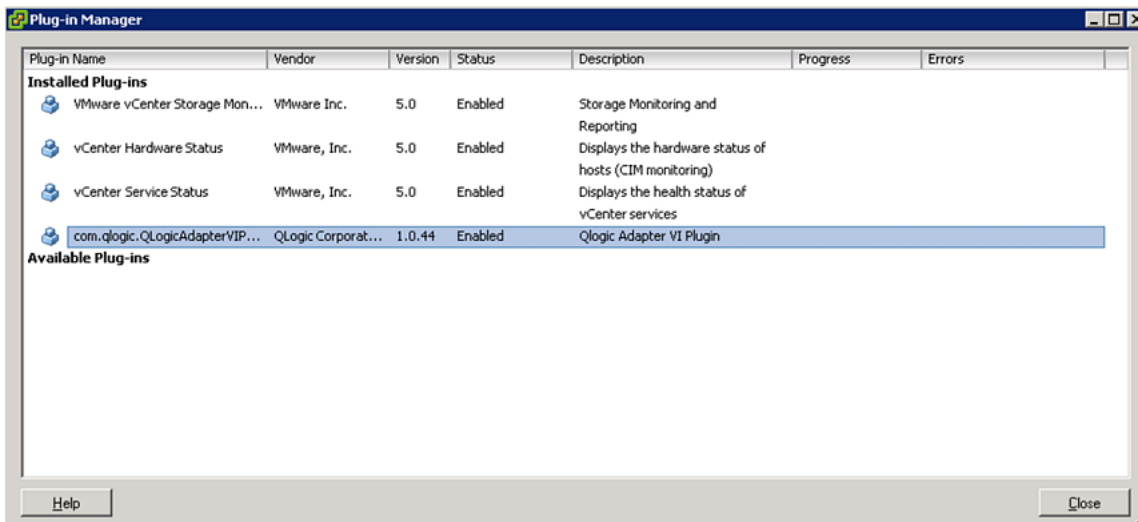 Plug-in Manager
Plug-in Name Vendor Version Status Description Progress Errors
Installed Plug-ins
VMware vCenter Storage Mon... VMware Inc. 5.0 Enabled Storage Monitoring and
Reporting
vCenter Hardware Status VMware, Inc. 5.0 Enabled Displays the hardware status of
hosts (CIM monitoring)
vCenter Service Status VMware, Inc. 5.0 Enabled Displays the health status of
vCenter services
com.qlogic.QLogicAdapterVIP... QLogic Corporat... 1.0.44 Enabled Qlogic Adapter VI Plugin
Available Plug-ins
Help Close